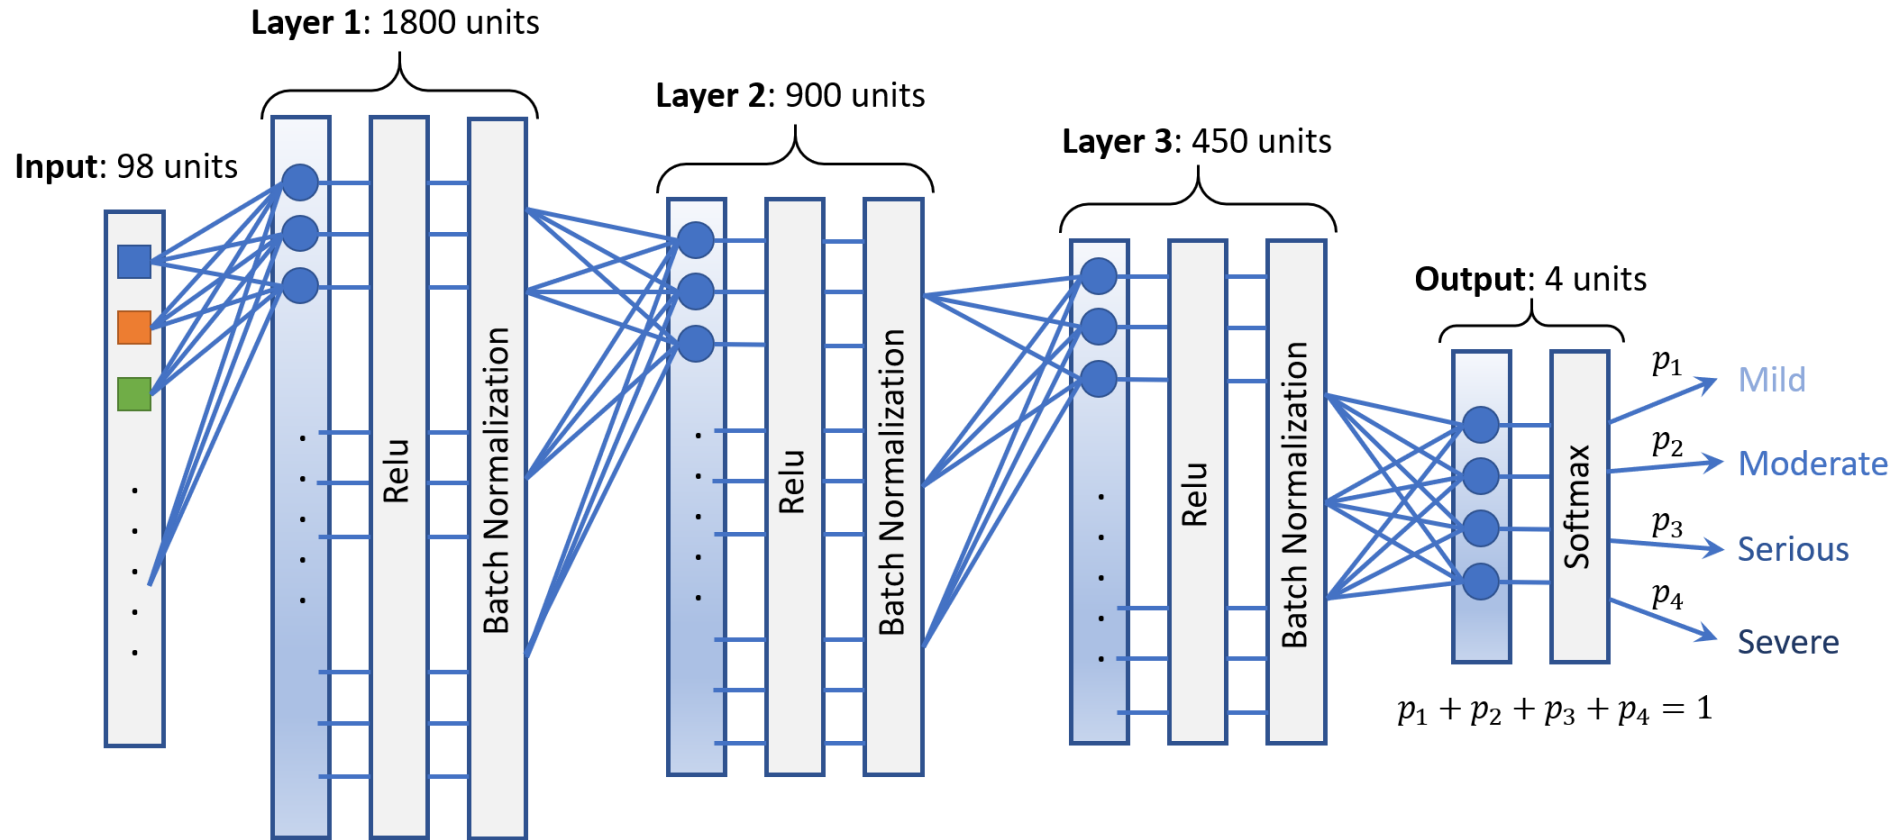 Layer 1: 1800 units
Layer 2: 900 units
Layer 3: 450 units
Input: 98 units
Output: 4 units
Relu
Batch Normalization
Relu
Batch Normalization
Relu
Batch Normalization
Softmax
p₁
Mild
p₂
Moderate
p₃
Serious
p₄
Severe
p₁ + p₂ + p₃ + p₄ = 1